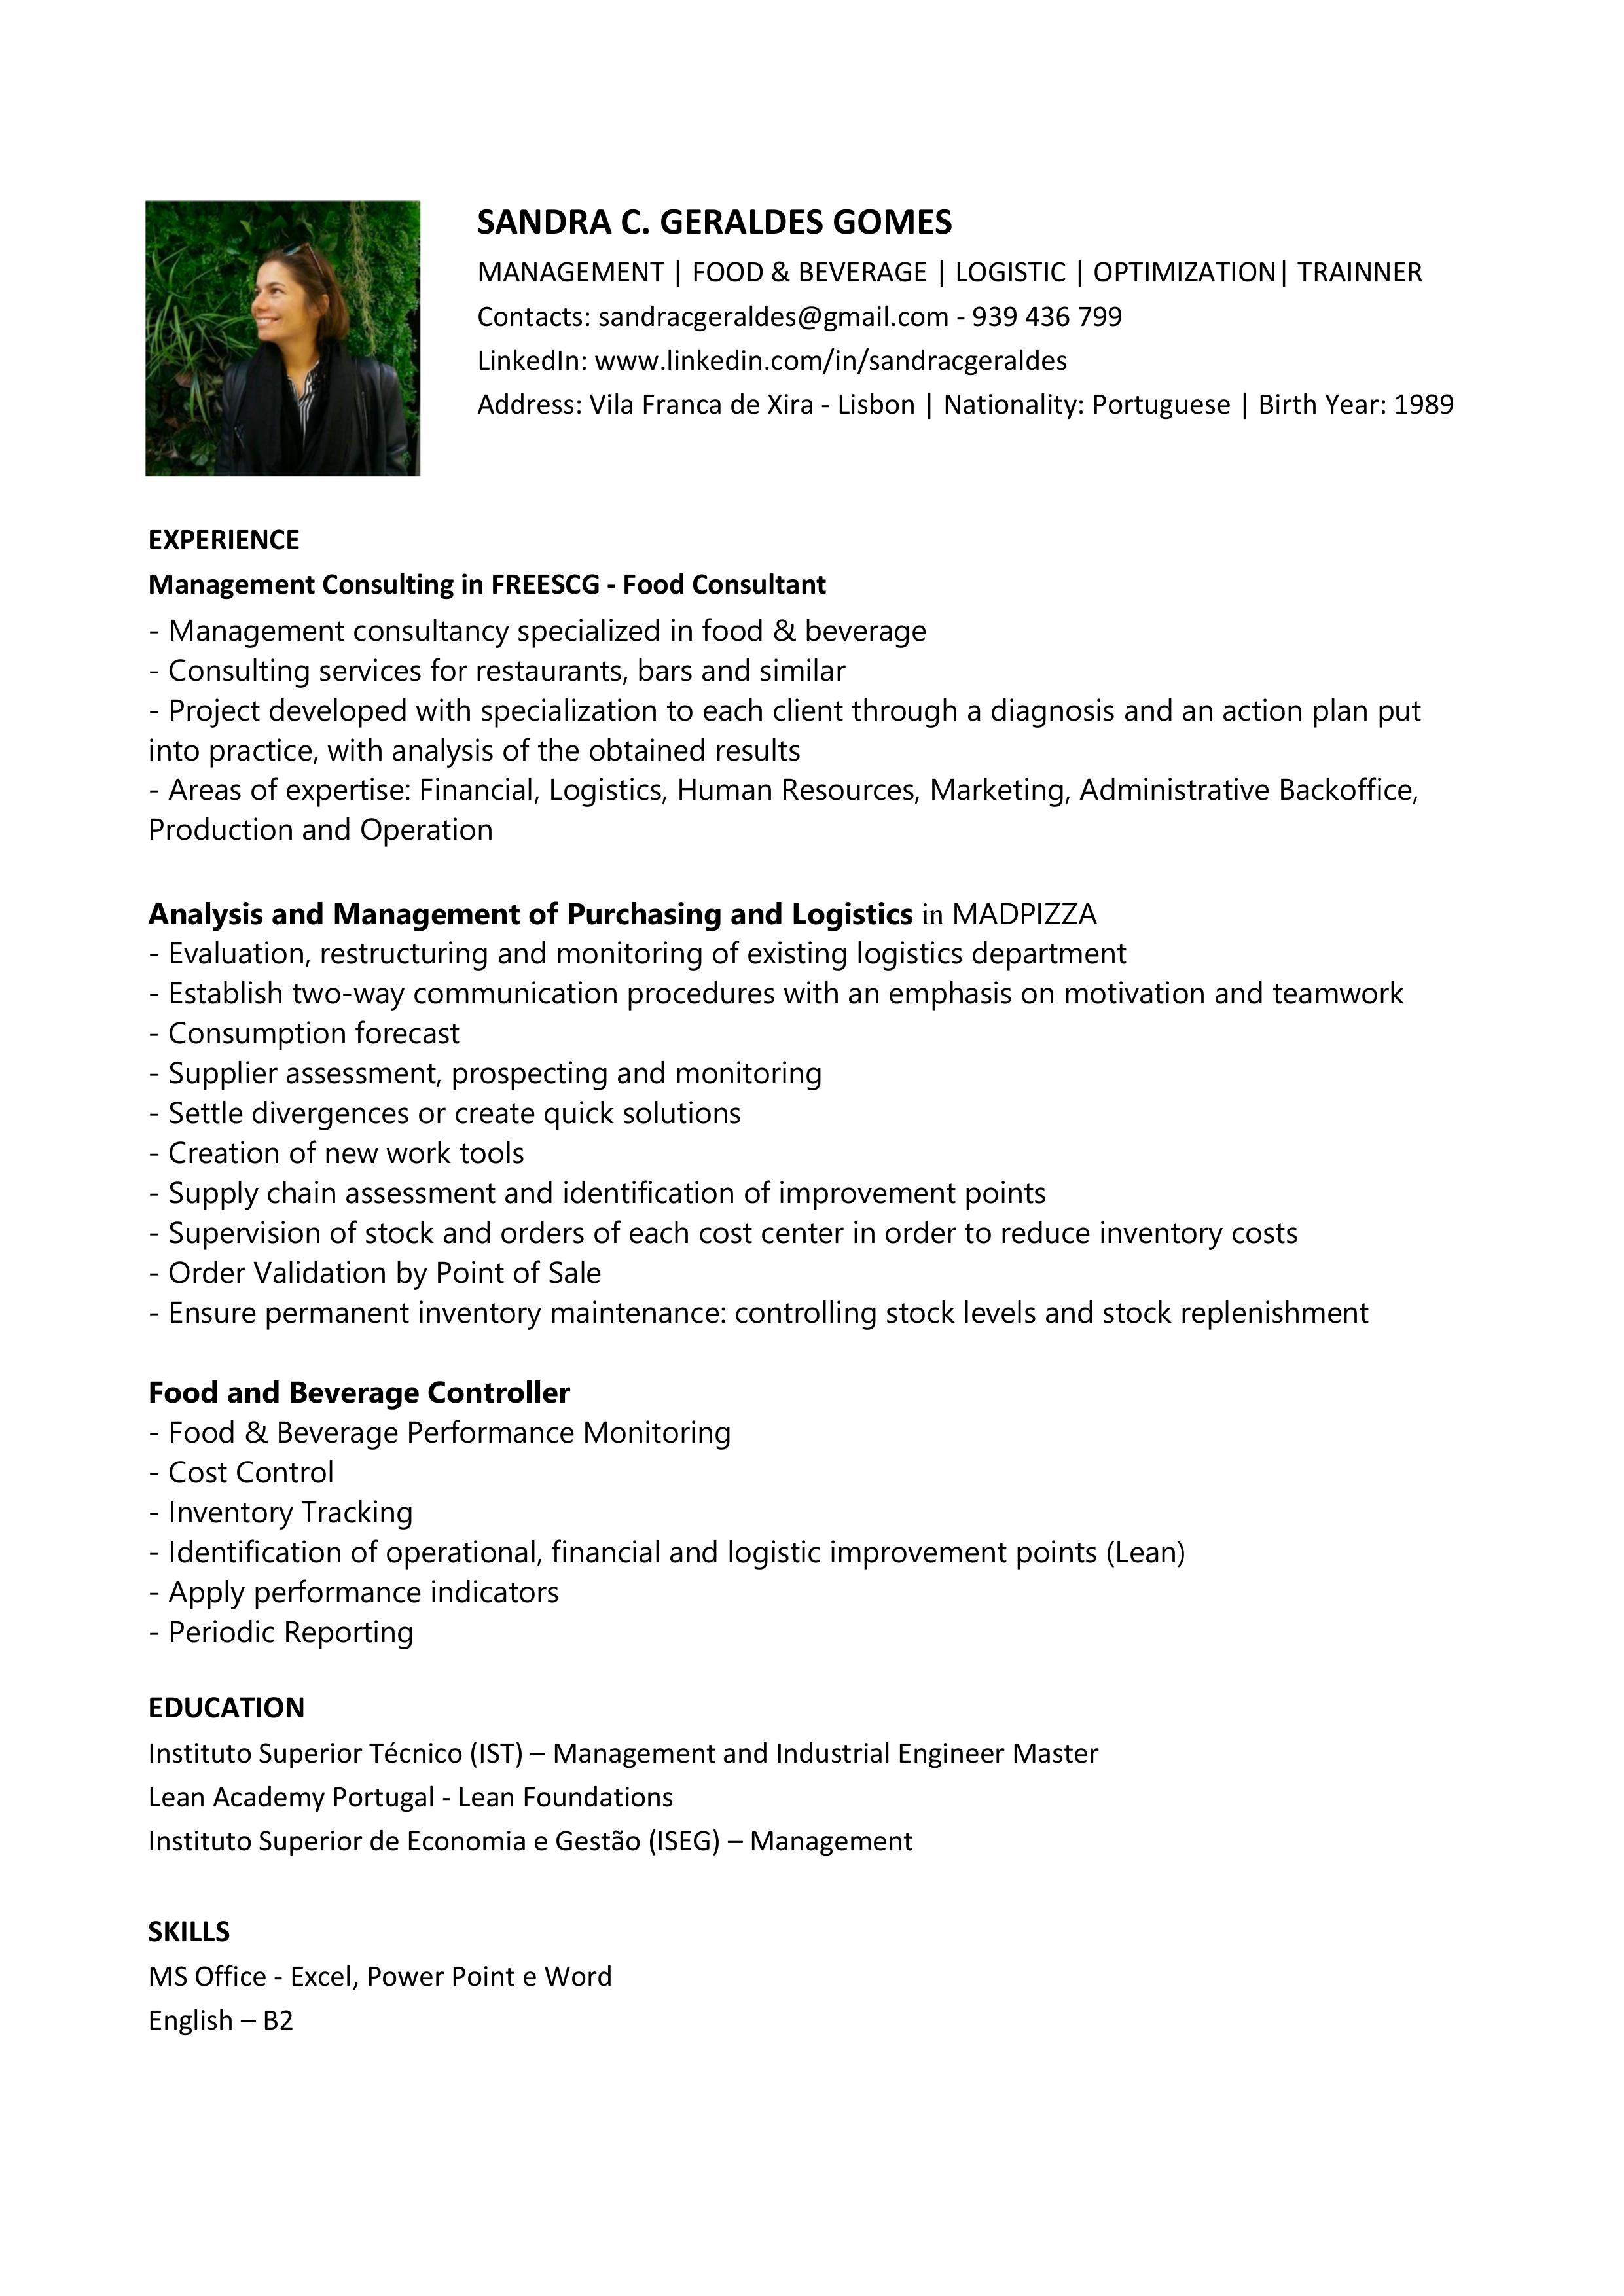 SANDRA C. GERALDES GOMES
MANAGEMENT | FOOD & BEVERAGE | LOGISTIC | OPTIMIZATION| TRAINNER
Contacts: sandracgeraldes@gmail.com - 939 436 799
LinkedIn: www.linkedin.com/in/sandracgeraldes
Address: Vila Franca de Xira - Lisbon | Nationality: Portuguese | Birth Year: 1989
EXPERIENCE
Management Consulting in FREESCG - Food Consultant
- Management consultancy specialized in food & beverage
- Consulting services for restaurants, bars and similar
- Project developed with specialization to each client through a diagnosis and an action plan put
into practice, with analysis of the obtained results
- Areas of expertise: Financial, Logistics, Human Resources, Marketing, Administrative Backoffice,
Production and Operation
Analysis and Management of Purchasing and Logistics in MADPIZZA
- Evaluation, restructuring and monitoring of existing logistics department
- Establish two-way communication procedures with an emphasis on motivation and teamwork
- Consumption forecast
- Supplier assessment, prospecting and monitoring
- Settle divergences or create quick solutions
- Creation of new work tools
- Supply chain assessment and identification of improvement points
- Supervision of stock and orders of each cost center in order to reduce inventory costs
- Order Validation by Point of Sale
- Ensure permanent inventory maintenance: controlling stock levels and stock replenishment
Food and Beverage Controller
- Food & Beverage Performance Monitoring
- Cost Control
- Inventory Tracking
- Identification of operational, financial and logistic improvement points (Lean)
- Apply performance indicators
- Periodic Reporting
EDUCATION
Instituto Superior Técnico (IST) – Management and Industrial Engineer Master
Lean Academy Portugal - Lean Foundations
Instituto Superior de Economia e Gestão (ISEG) – Management
SKILLS
MS Office - Excel, Power Point e Word
English – B2